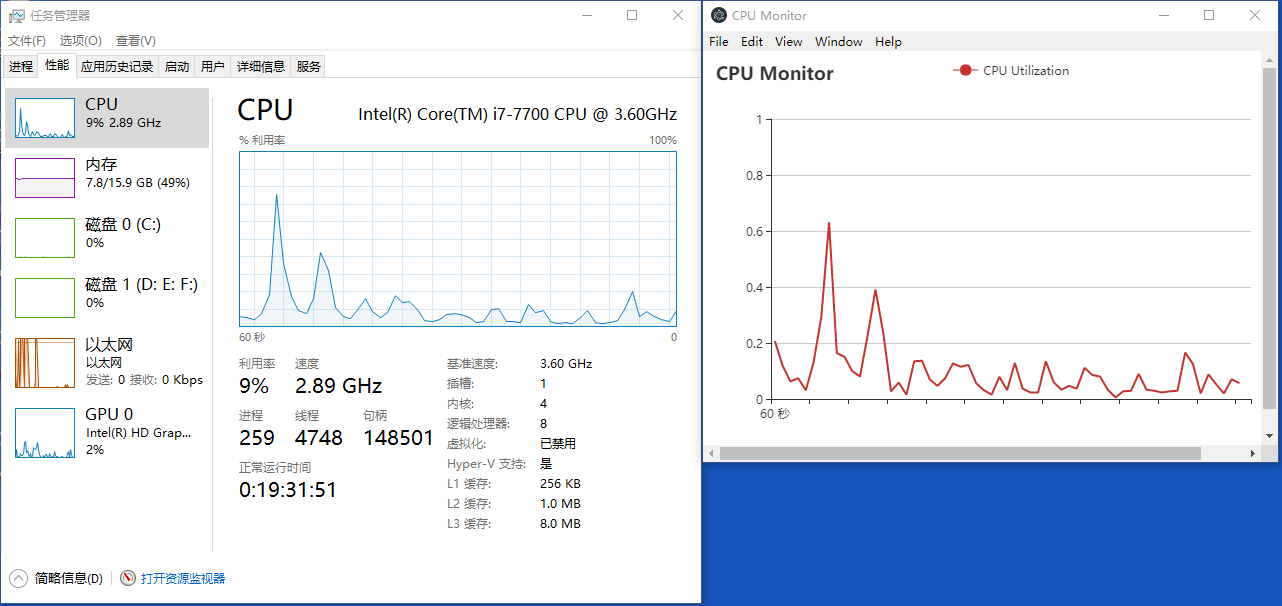 任务管理器
文件(F) 选项(O) 查看(V)
进程 性能 应用历史记录 启动 用户 详细信息 服务
CPU
9% 2.89 GHz
内存
7.8/15.9 GB (49%)
磁盘 0 (C:)
0%
磁盘 1 (D: E: F:)
0%
以太网
以太网
发送: 0 接收: 0 Kbps
GPU 0
Intel(R) HD Grap...
2%
CPU
Intel(R) Core(TM) i7-7700 CPU @ 3.60GHz
% 利用率 100%
60 秒 0
利用率 速度
9% 2.89 GHz
进程 线程 句柄
259 4748 148501
正常运行时间
0:19:31:51
基准速度: 3.60 GHz
插槽: 1
内核: 4
逻辑处理器: 8
虚拟化: 已禁用
Hyper-V 支持: 是
L1 缓存: 256 KB
L2 缓存: 1.0 MB
L3 缓存: 8.0 MB
简略信息(D) 打开资源监视器
CPU Monitor
File Edit View Window Help
CPU Monitor
CPU Utilization
1
0.8
0.6
0.4
0.2
0
60 秒